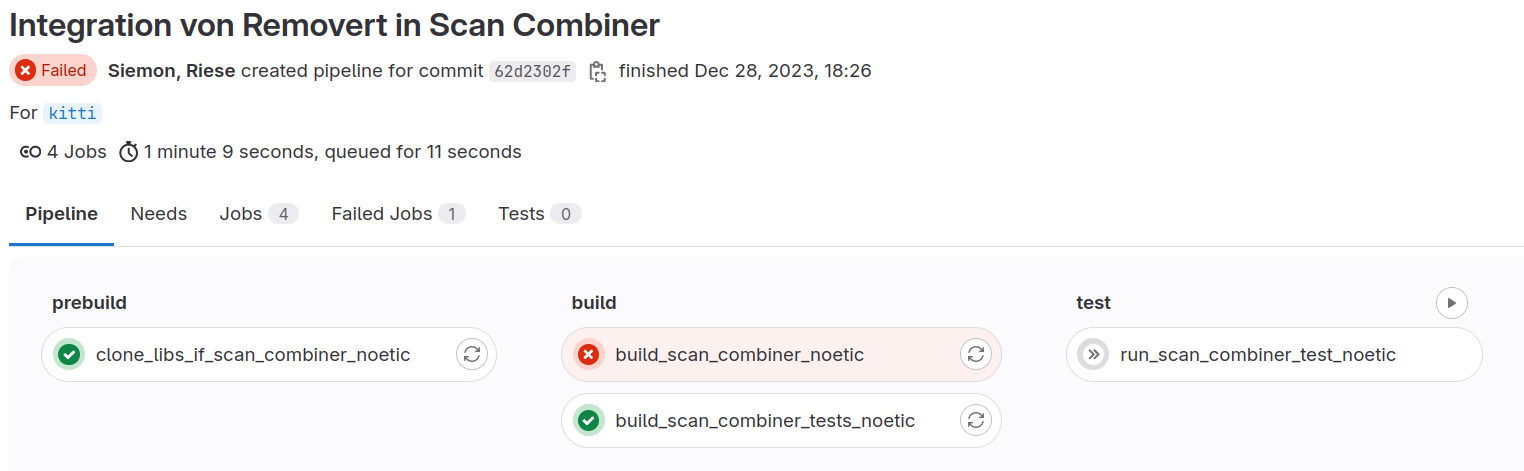 Integration von Removert in Scan Combiner
Failed Siemon, Riese created pipeline for commit 62d2302f finished Dec 28, 2023, 18:26
For kitti
4 Jobs 1 minute 9 seconds, queued for 11 seconds
Pipeline Needs Jobs 4 Failed Jobs 1 Tests 0
prebuild build test
clone_libs_if_scan_combiner_noetic build_scan_combiner_noetic run_scan_combiner_test_noetic
build_scan_combiner_tests_noetic